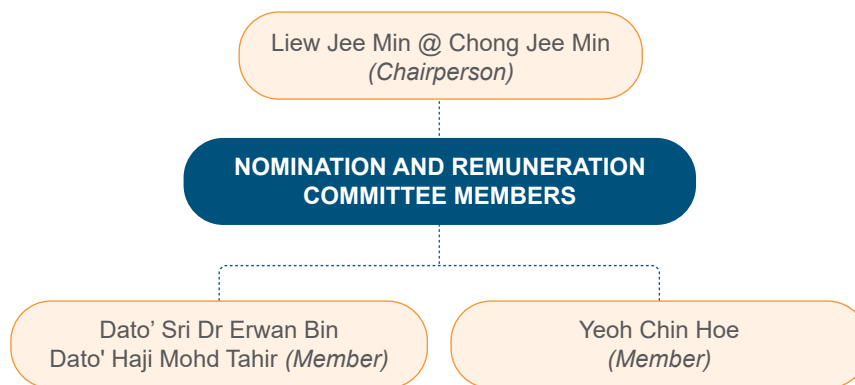 Liew Jee Min @ Chong Jee Min
(Chairperson)
NOMINATION AND REMUNERATION
COMMITTEE MEMBERS
Dato’ Sri Dr Erwan Bin
Dato' Haji Mohd Tahir (Member)
Yeoh Chin Hoe
(Member)